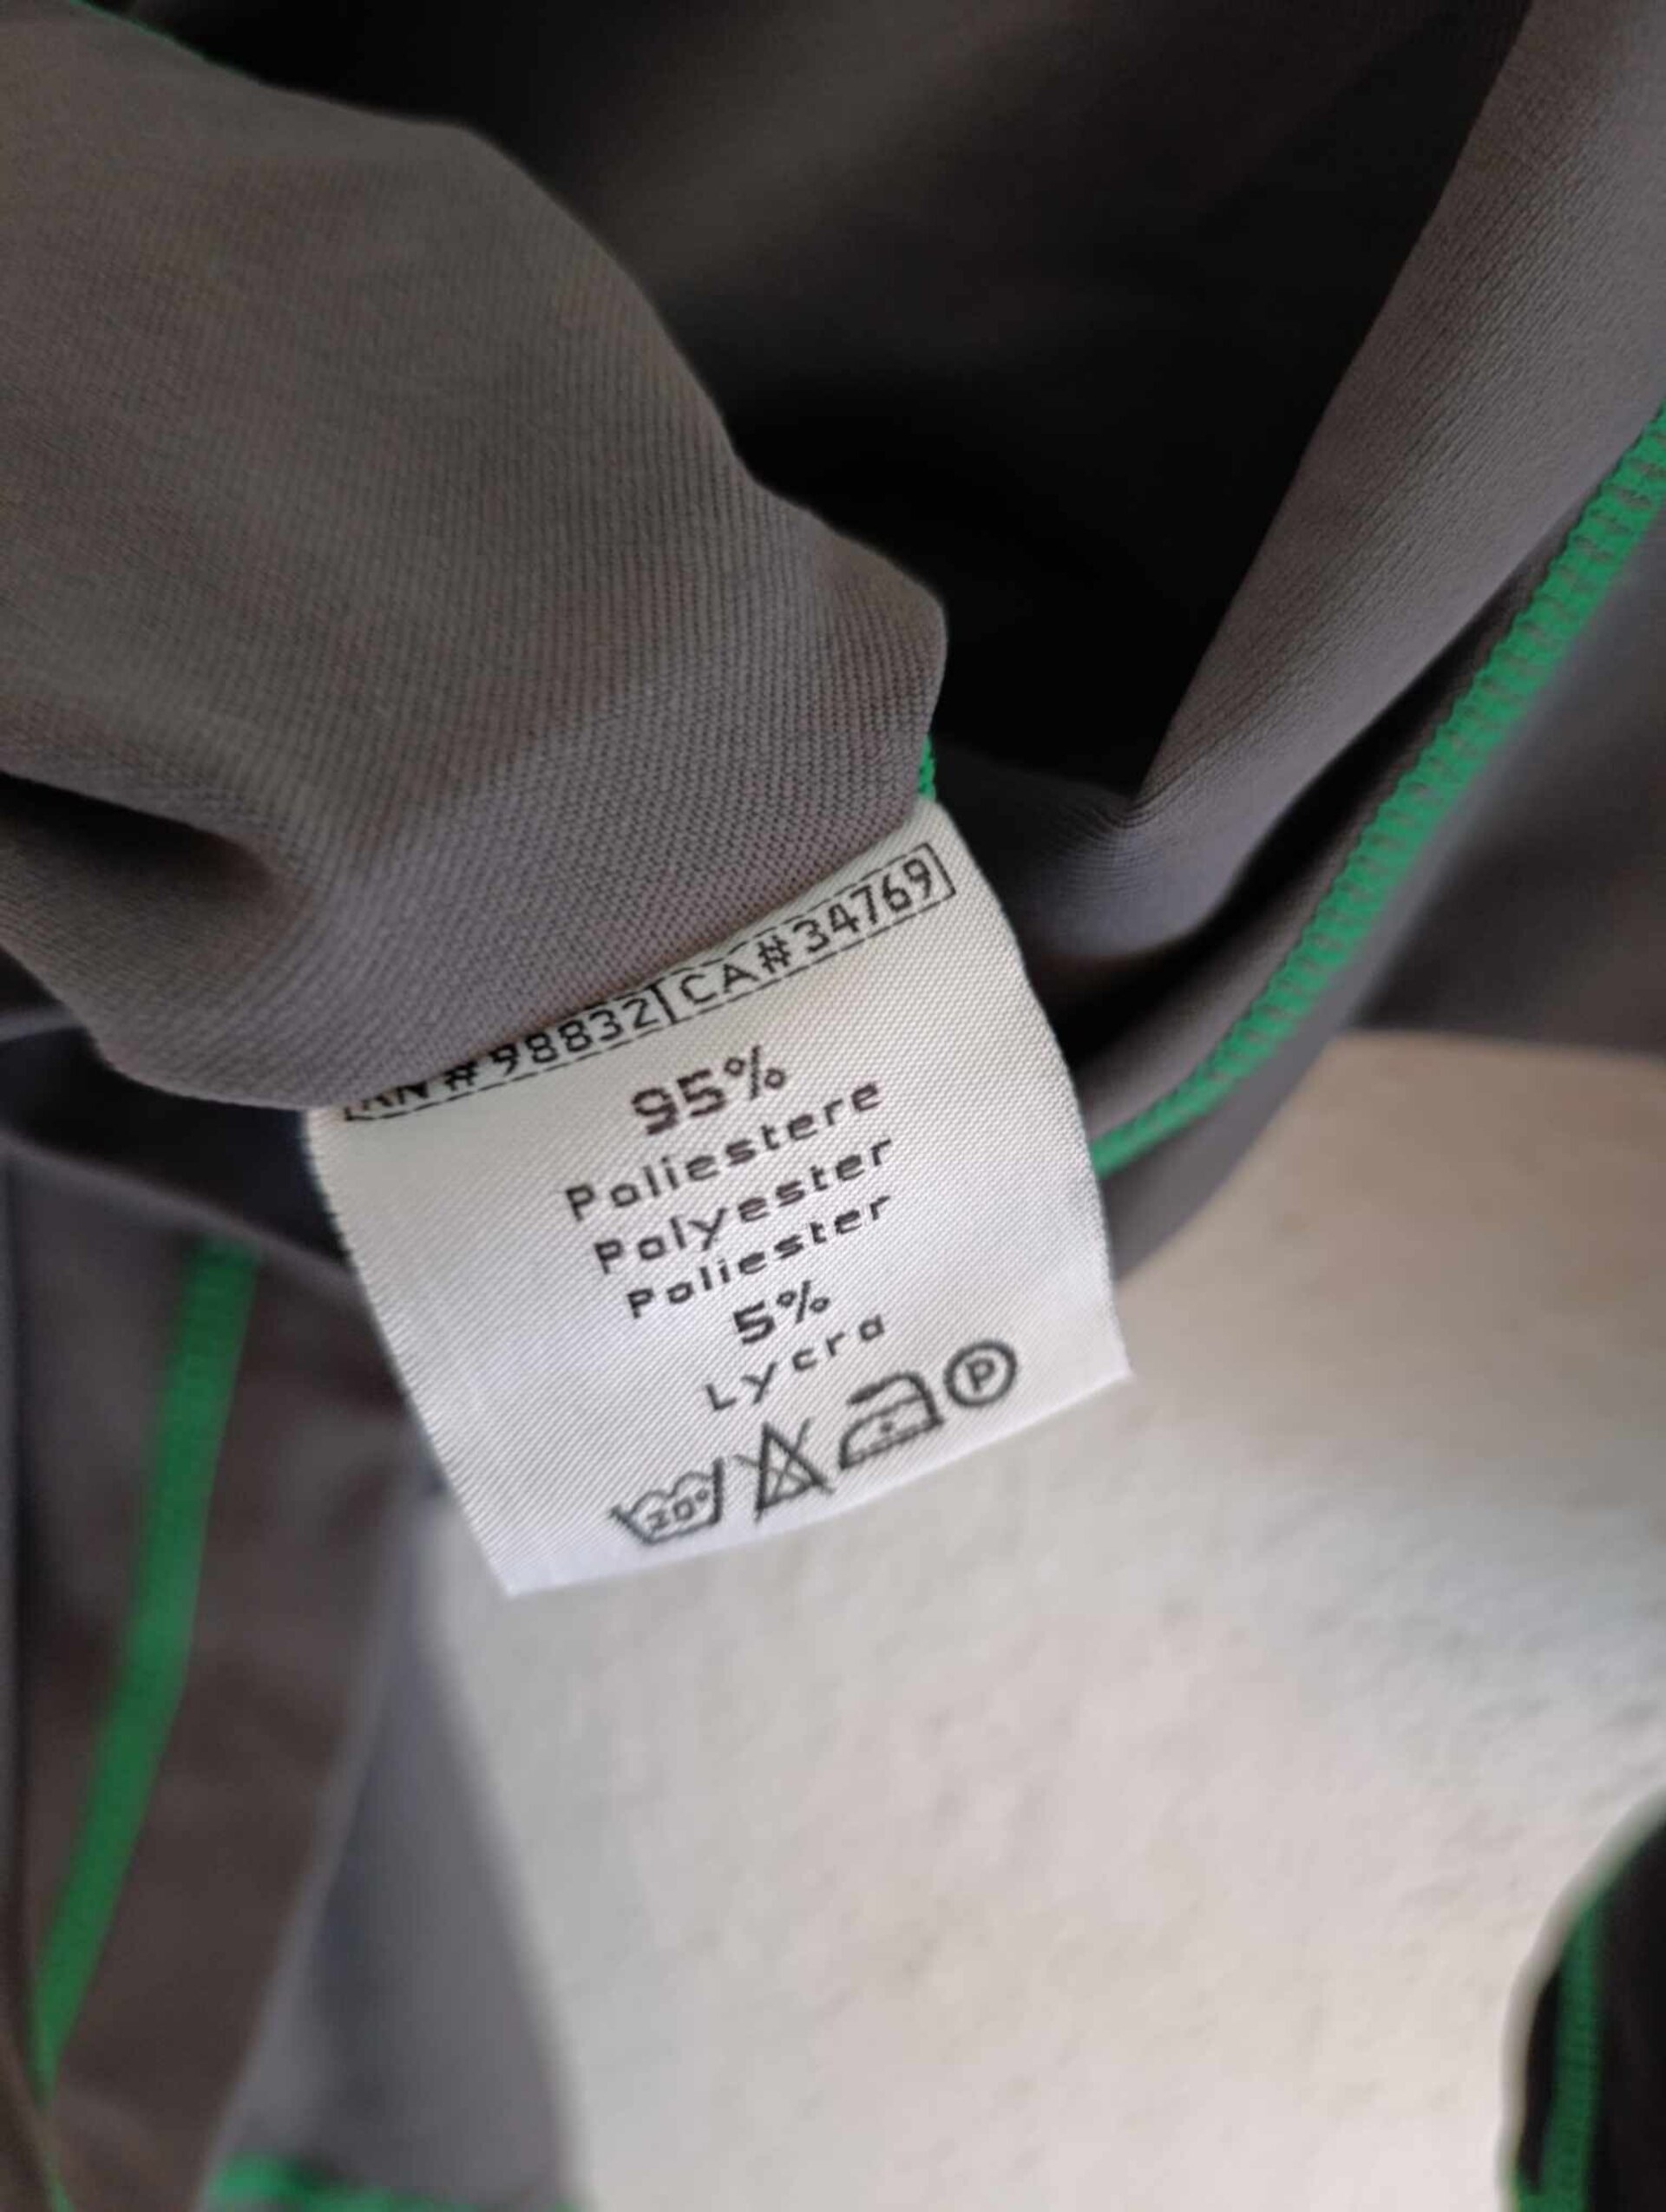 RN#98832 CA#34769
95%
Poliestere
Polyester
Poliester
5%
Lycra
20°
P